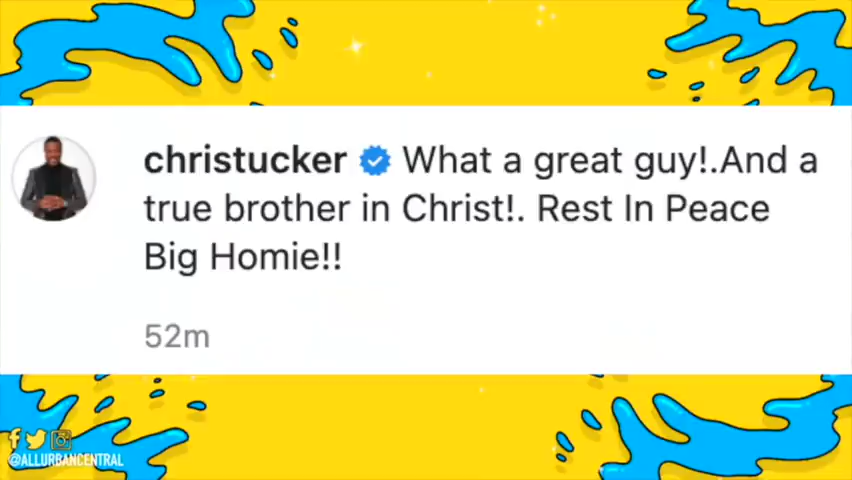 christucker What a great guy!.And a
true brother in Christ!. Rest In Peace
Big Homie!!
52m
@ALLURBANCENTRAL